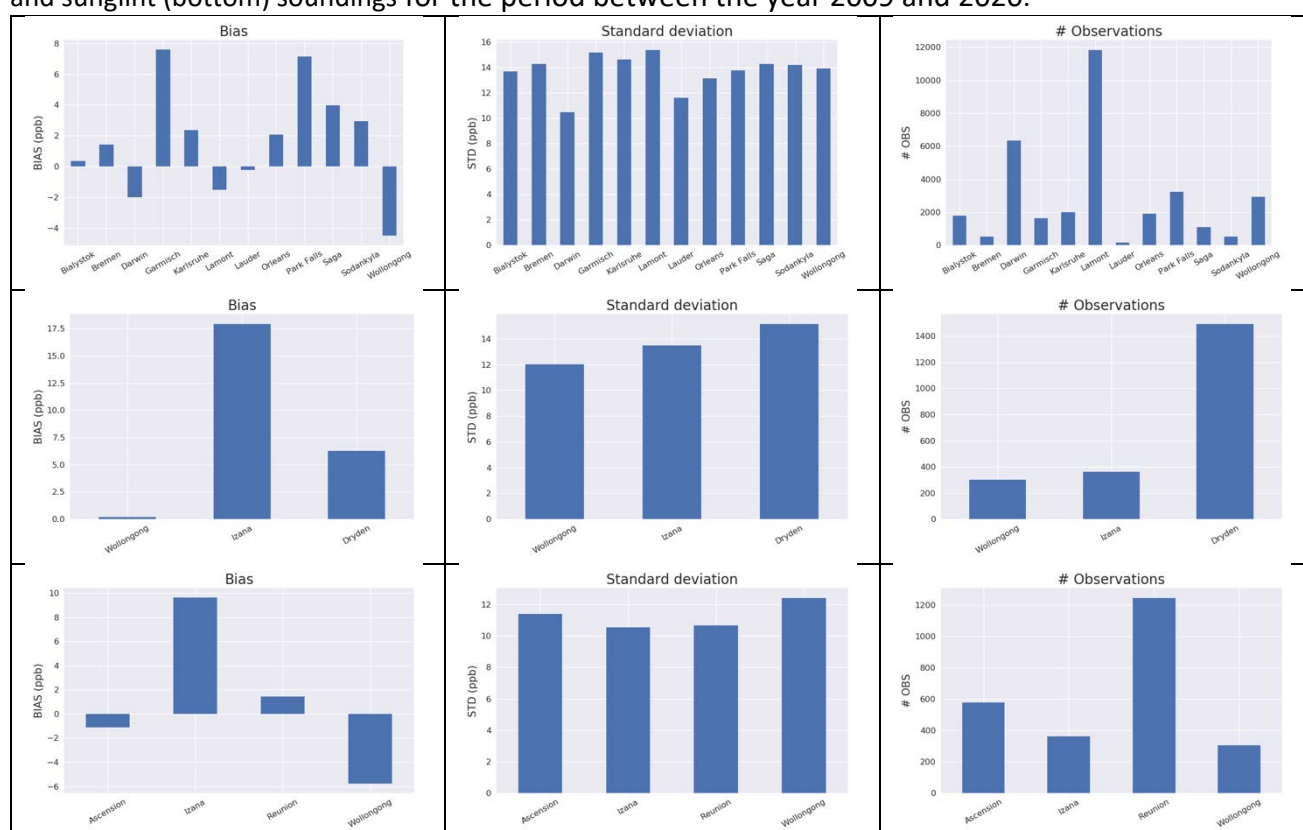 and sunglint (bottom) soundings for the period between the year 2009 and 2020.
Bias
8
6
4
2
0
−2
−4
BIAS (ppb)
Bialystok
Bremen
Darwin
Garmisch
Karlsruhe
Lamont
Lauder
Orleans
Park Falls
Saga
Sodankyla
Wollongong
Standard deviation
16
14
12
10
8
6
4
2
0
STD (ppb)
Bialystok
Bremen
Darwin
Garmisch
Karlsruhe
Lamont
Lauder
Orleans
Park Falls
Saga
Sodankyla
Wollongong
# Observations
12000
10000
8000
6000
4000
2000
0
# OBS
Bialystok
Bremen
Darwin
Garmisch
Karlsruhe
Lamont
Lauder
Orleans
Park Falls
Saga
Sodankyla
Wollongong
Bias
17.5
15.0
12.5
10.0
7.5
5.0
2.5
0.0
BIAS (ppb)
Wollongong
Izana
Dryden
Standard deviation
14
12
10
8
6
4
2
0
STD (ppb)
Wollongong
Izana
Dryden
# Observations
1400
1200
1000
800
600
400
200
0
# OBS
Wollongong
Izana
Dryden
Bias
10
8
6
4
2
0
−2
−4
−6
BIAS (ppb)
Ascension
Izana
Reunion
Wollongong
Standard deviation
12
10
8
6
4
2
0
STD (ppb)
Ascension
Izana
Reunion
Wollongong
# Observations
1200
1000
800
600
400
200
0
# OBS
Ascension
Izana
Reunion
Wollongong